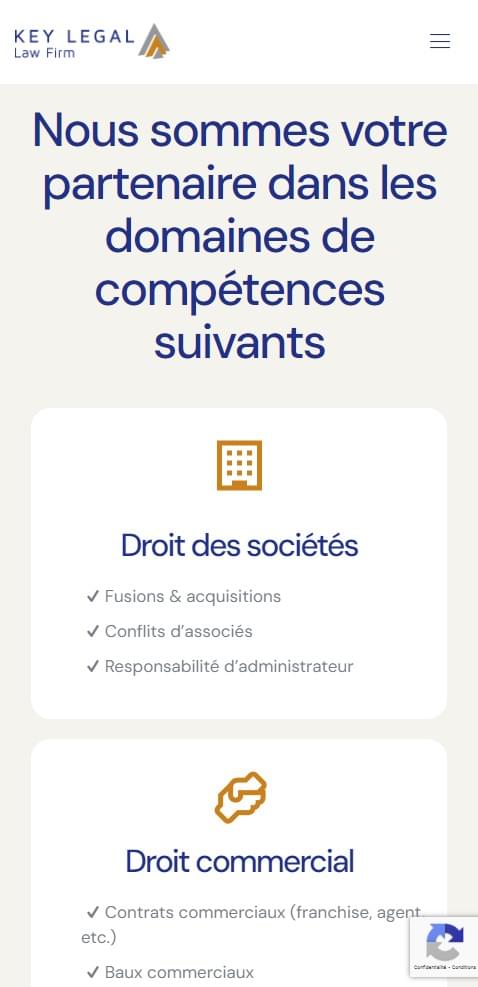 KEY LEGAL
Law Firm
Nous sommes votre
partenaire dans les
domaines de
compétences
suivants
Droit des sociétés
✓ Fusions & acquisitions
✓ Conflits d’associés
✓ Responsabilité d’administrateur
Droit commercial
✓ Contrats commerciaux (franchise, agent,
etc.)
✓ Baux commerciaux
Confidentialité - Conditions